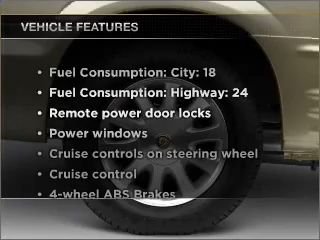 VEHICLE FEATURES
• Fuel Consumption: City: 18
• Fuel Consumption: Highway: 24
• Remote power door locks
• Power windows
• Cruise controls on steering wheel
• Cruise control
• 4-wheel ABS Brakes